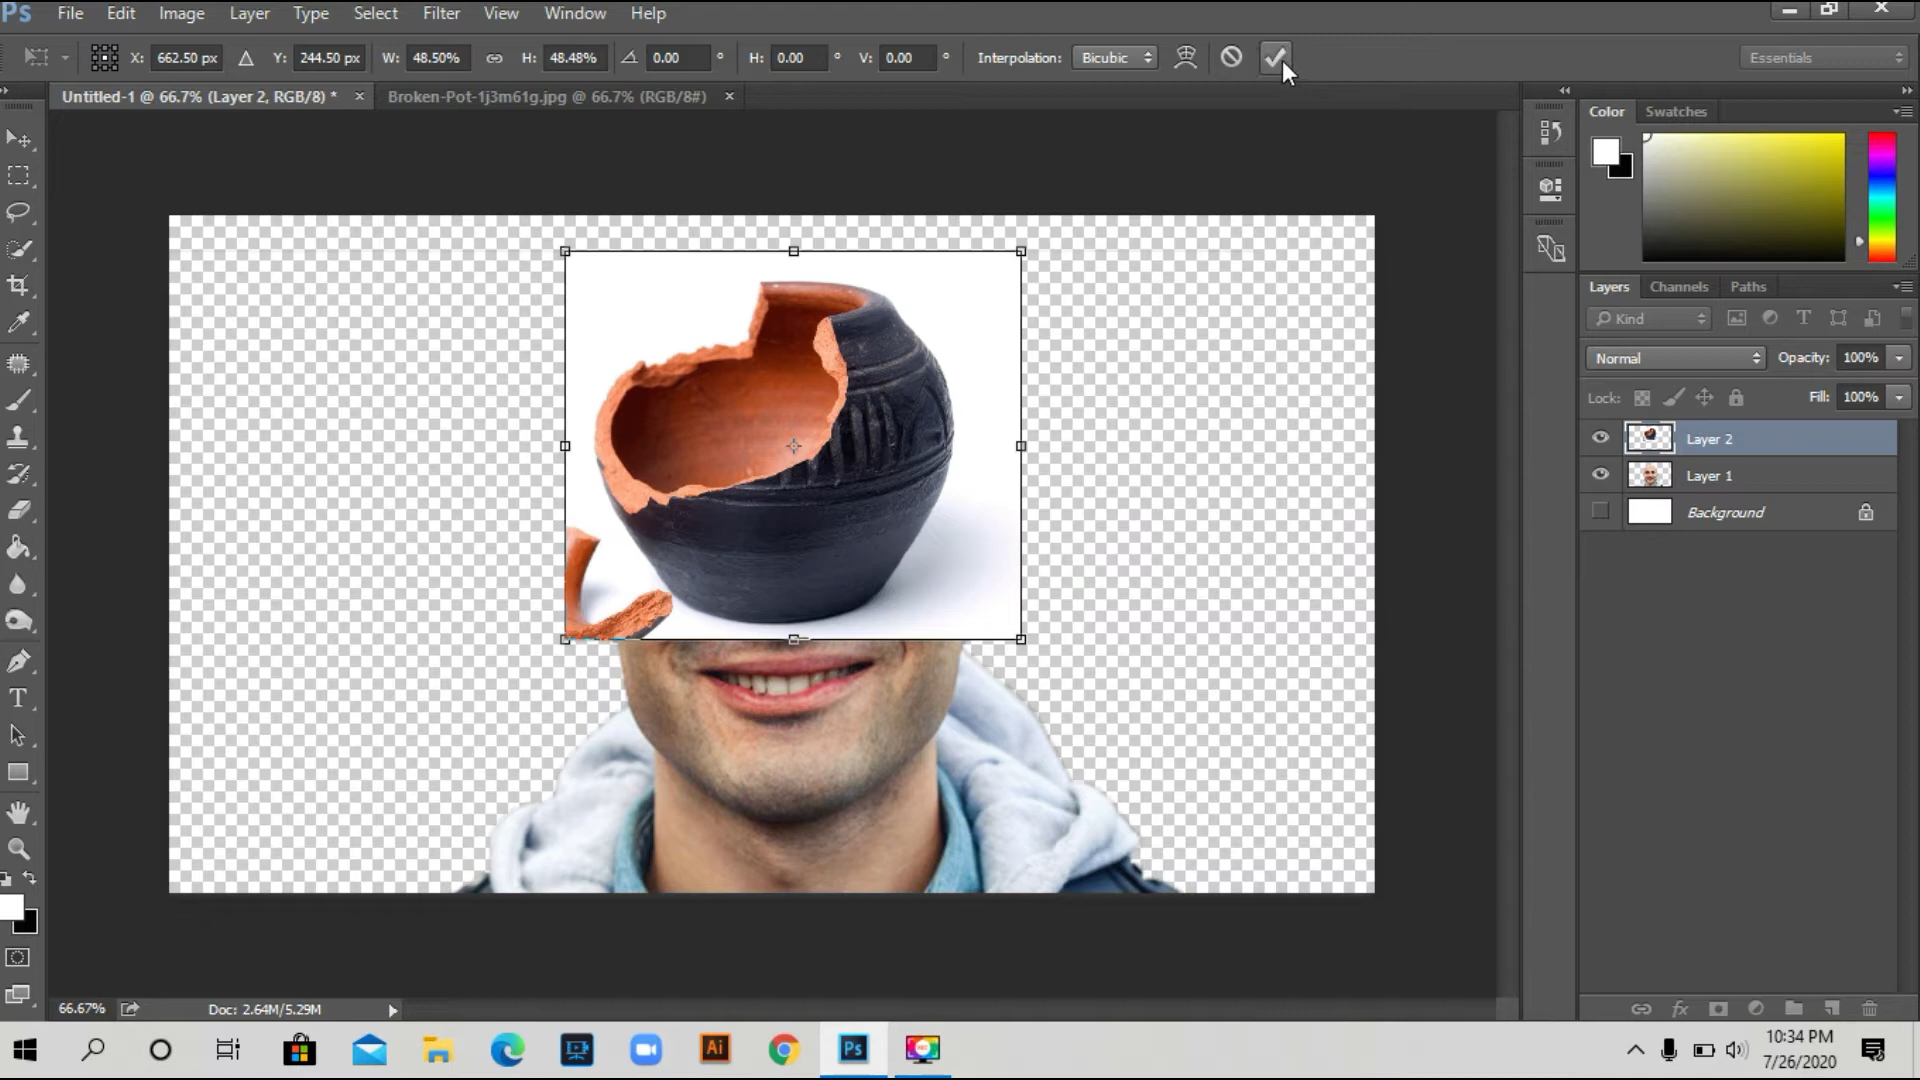 Ps File Edit Image Layer Type Select Filter View Window Help
X: 662.50 px Y: 244.50 px W: 48.50% H: 48.48% 0.00 ° H: 0.00 ° V: 0.00 ° Interpolation: Bicubic Essentials
Untitled-1 @ 66.7% (Layer 2, RGB/8) * × Broken-Pot-1j3m61g.jpg @ 66.7% (RGB/8#) ×
Color Swatches
Layers Channels Paths
Kind
Normal Opacity: 100%
Lock: Fill: 100%
Layer 2
Layer 1
Background
66.67% Doc: 2.64M/5.29M
fx
Ai Ps
10:34 PM
7/26/2020